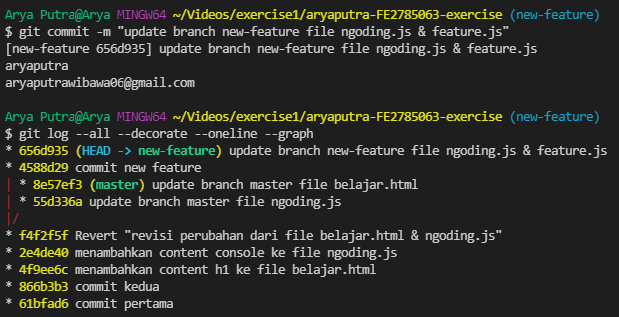 Arya Putra@Arya MINGW64 ~/Videos/exercise1/aryaputra-FE2785063-exercise (new-feature)
$ git commit -m "update branch new-feature file ngoding.js & feature.js"
[new-feature 656d935] update branch new-feature file ngoding.js & feature.js
aryaputra
aryaputrawibawa06@gmail.com

Arya Putra@Arya MINGW64 ~/Videos/exercise1/aryaputra-FE2785063-exercise (new-feature)
$ git log --all --decorate --oneline --graph
* 656d935 (HEAD -> new-feature) update branch new-feature file ngoding.js & feature.js
* 4588d29 commit new feature
| * 8e57ef3 (master) update branch master file belajar.html
| * 55d336a update branch master file ngoding.js
|/
* f4f2f5f Revert "revisi perubahan dari file belajar.html & ngoding.js"
* 2e4de40 menambahkan content console ke file ngoding.js
* 4f9ee6c menambahkan content h1 ke file belajar.html
* 866b3b3 commit kedua
* 61bfad6 commit pertama